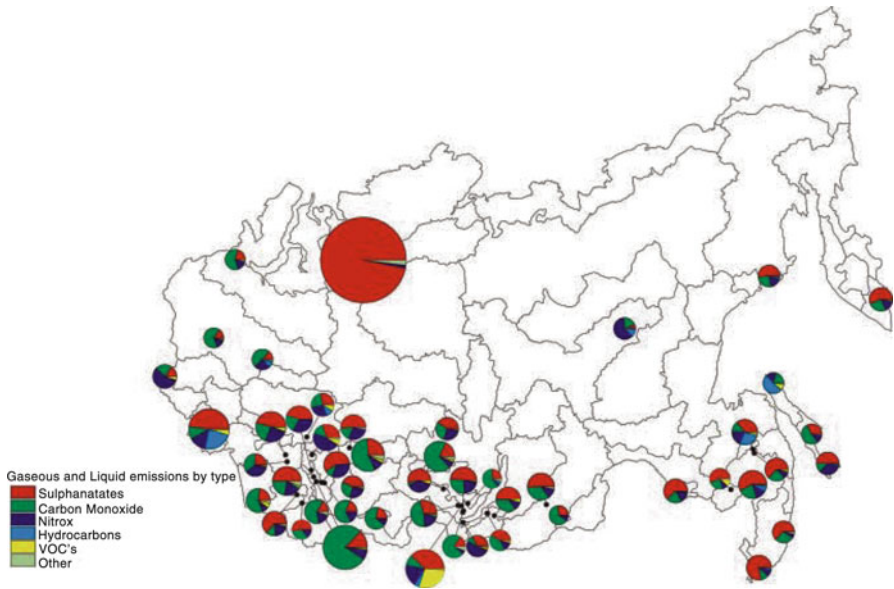 Gaseous and Liquid emissions by type
Sulphanatates
Carbon Monoxide
Nitrox
Hydrocarbons
VOC's
Other